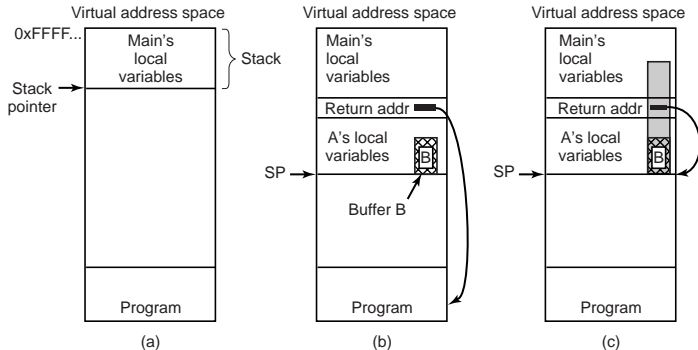 Virtual address space
0xFFFF...
Main's
local
variables
Stack
Stack
pointer
Program
(a)
Virtual address space
Main's
local
variables
Return addr
A's local
variables
B
SP
Buffer B
Program
(b)
Virtual address space
Main's
local
variables
Return addr
A's local
variables
B
SP
Program
(c)